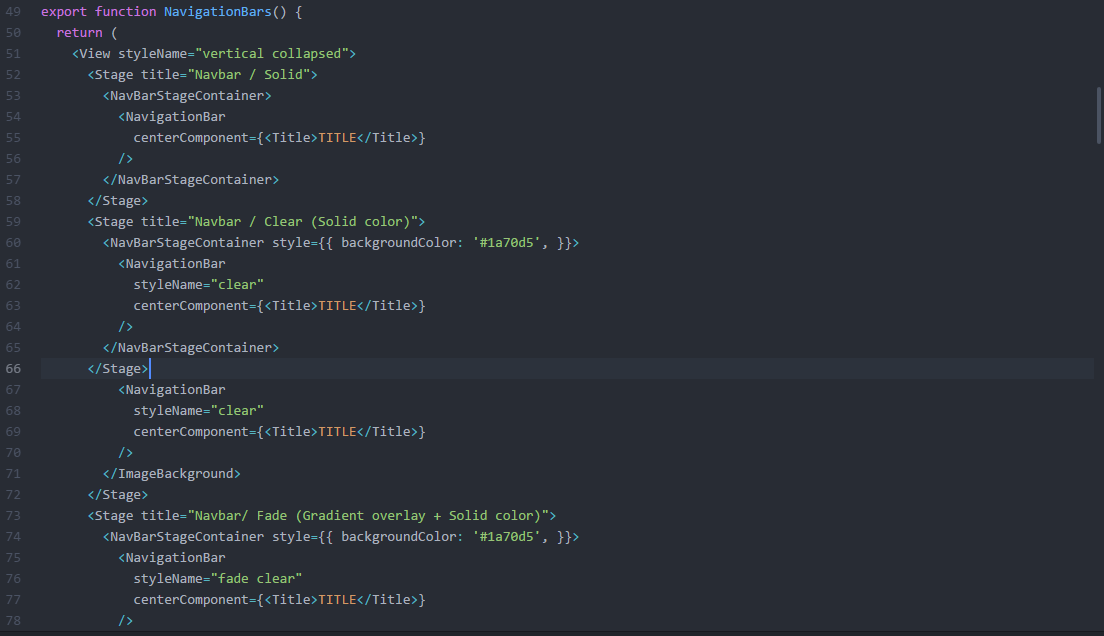 49 export function NavigationBars() {
50   return (
51     <View styleName="vertical collapsed">
52       <Stage title="Navbar / Solid">
53         <NavBarStageContainer>
54           <NavigationBar
55             centerComponent={<Title>TITLE</Title>}
56           />
57         </NavBarStageContainer>
58       </Stage>
59       <Stage title="Navbar / Clear (Solid color)">
60         <NavBarStageContainer style={{ backgroundColor: '#1a70d5', }}>
61           <NavigationBar
62             styleName="clear"
63             centerComponent={<Title>TITLE</Title>}
64           />
65         </NavBarStageContainer>
66       </Stage>
67           <NavigationBar
68             styleName="clear"
69             centerComponent={<Title>TITLE</Title>}
70           />
71         </ImageBackground>
72       </Stage>
73       <Stage title="Navbar/ Fade (Gradient overlay + Solid color)">
74         <NavBarStageContainer style={{ backgroundColor: '#1a70d5', }}>
75           <NavigationBar
76             styleName="fade clear"
77             centerComponent={<Title>TITLE</Title>}
78           />